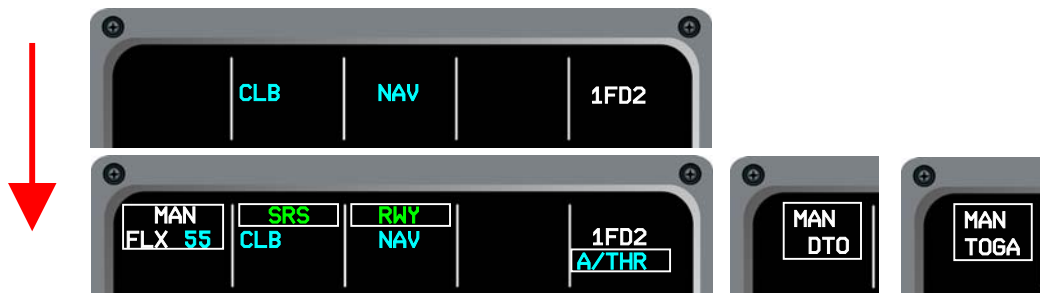 CLB NAV 1FD2
MAN SRS RWY
FLX 55 CLB NAV 1FD2
A/THR
MAN
DTO
MAN
TOGA